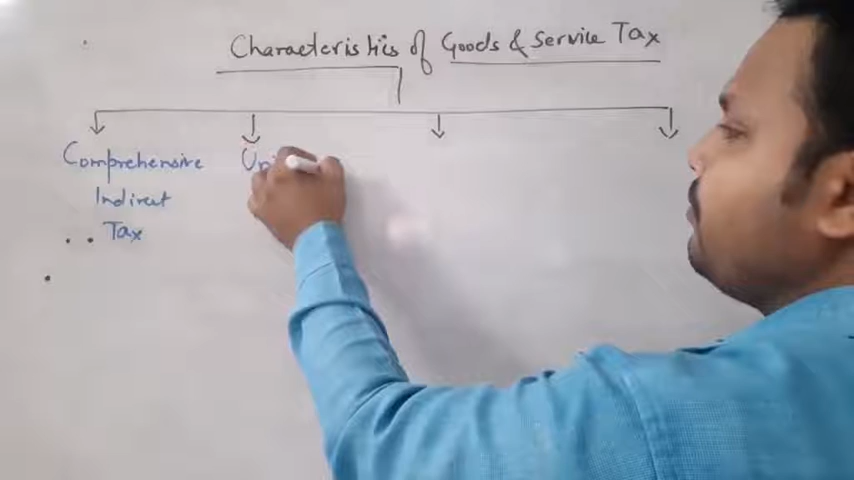 Characteristics of Goods & Service Tax
Comprehensive
Indirect
Tax